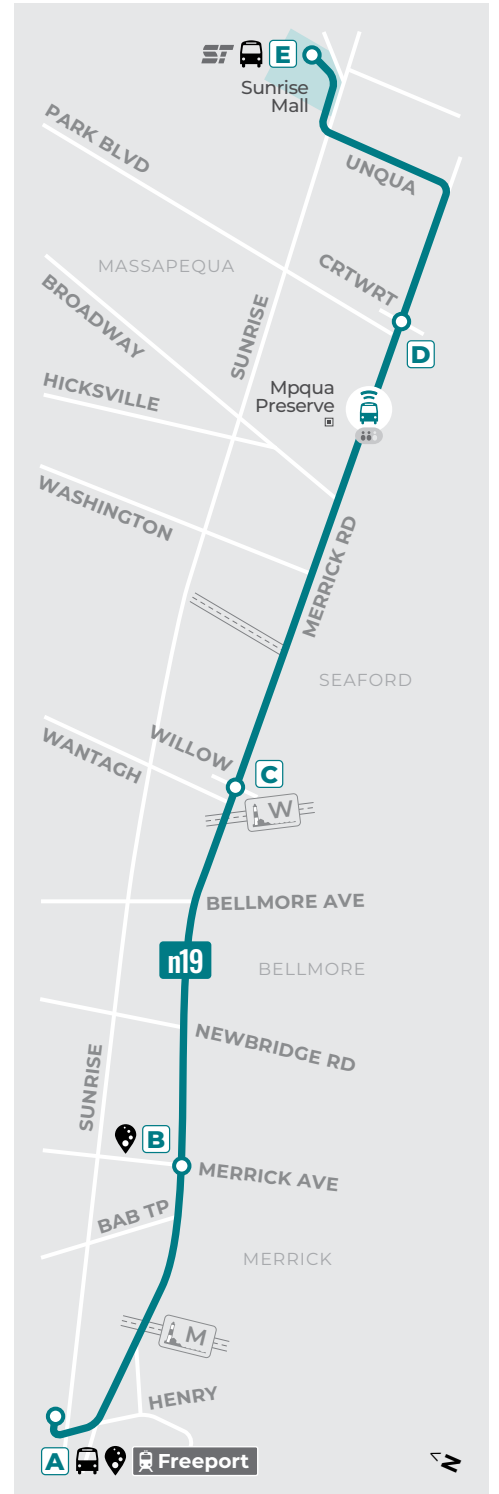 ST
E
Sunrise
Mall
PARK BLVD
UNQUA
MASSAPEQUA
CRTWRT
BROADWAY
SUNRISE
D
HICKSVILLE
Mpqua
Preserve
WASHINGTON
MERRICK RD
SEAFORD
WILLOW
WANTAGH
C
W
BELLMORE AVE
n19
BELLMORE
NEWBRIDGE RD
SUNRISE
B
MERRICK AVE
BAB TP
MERRICK
M
HENRY
A
Freeport
N